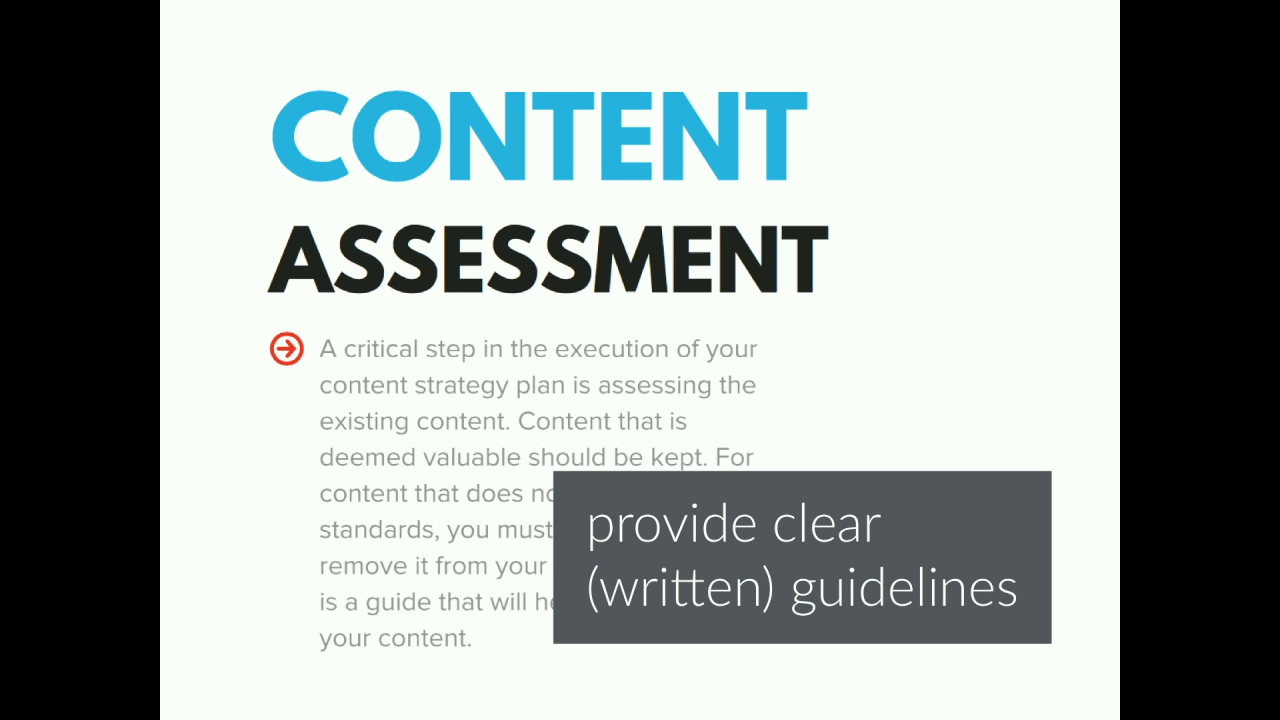 CONTENT
ASSESSMENT
A critical step in the execution of your
content strategy plan is assessing the
existing content. Content that is
deemed valuable should be kept. For
content that does
standards, you must
remove it from your
is a guide that will
your content.
provide clear
(written) guidelines